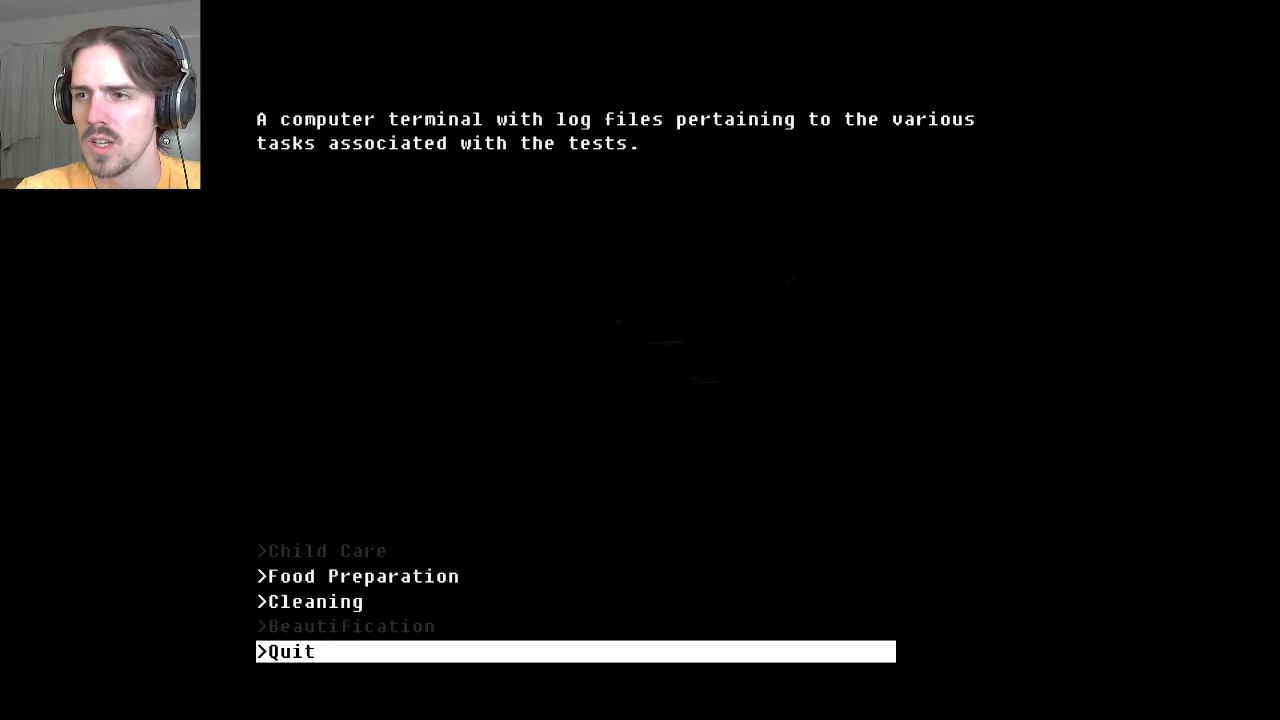 A computer terminal with log files pertaining to the various
tasks associated with the tests.
>Child Care
>Food Preparation
>Cleaning
>Beautification
>Quit